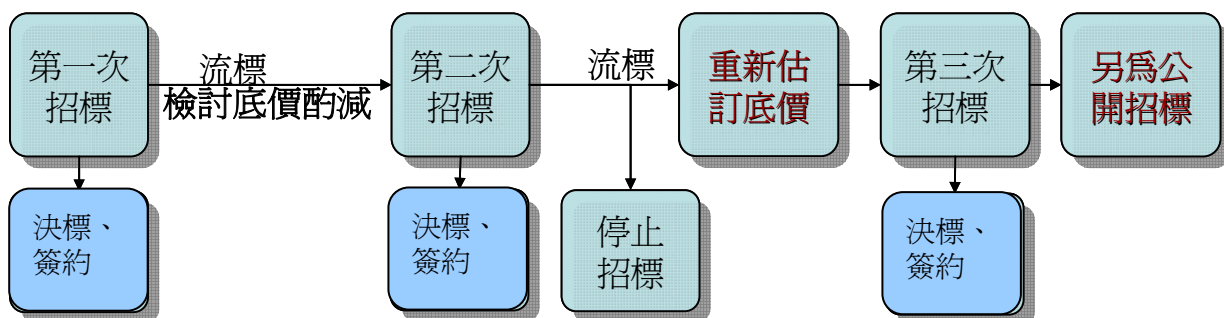 第一次
招標
流標
檢討底價酌減
第二次
招標
流標
重新估
訂底價
第三次
招標
另爲公
開招標
決標、
簽約
決標、
簽約
停止
招標
決標、
簽約